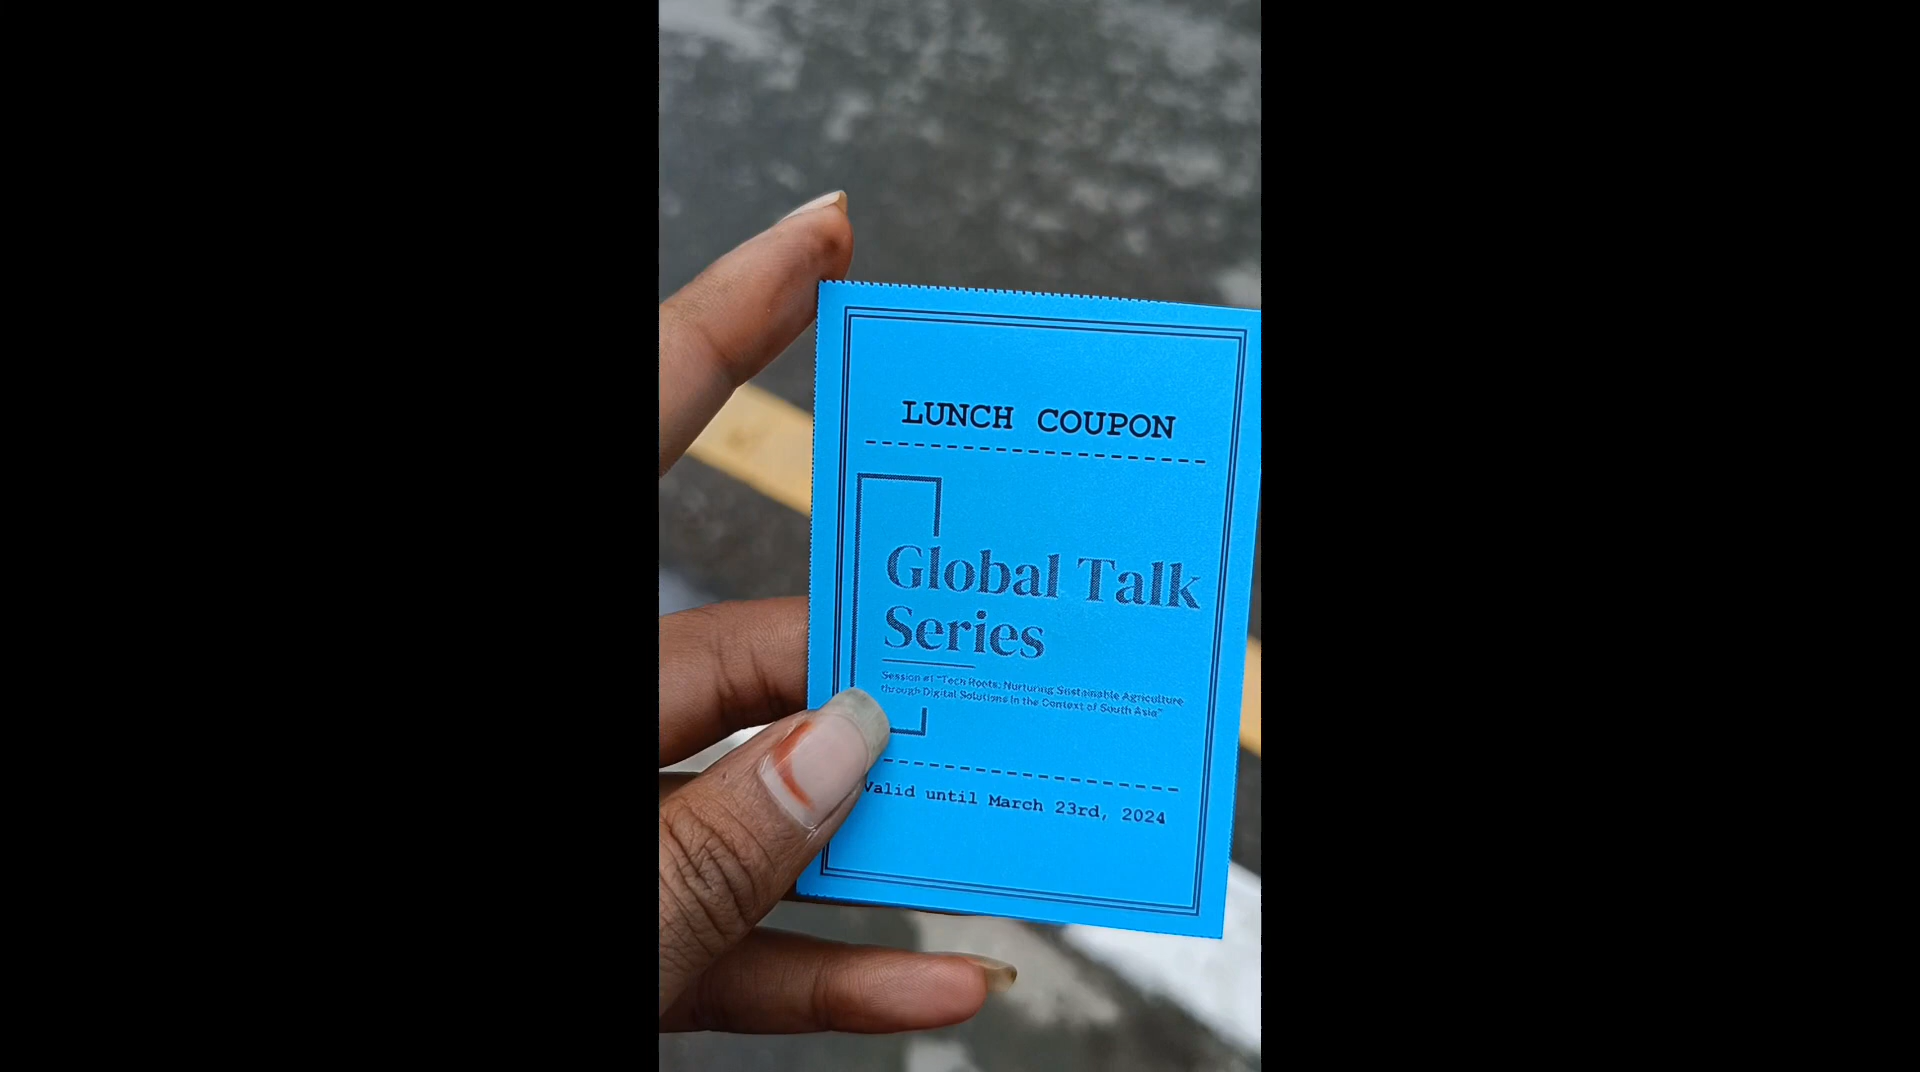 LUNCH COUPON
Global Talk
Series
Session #1 "Tech Roots: Nurturing Sustainable Agriculture
through Digital Solutions in the Context of South Asia"
Valid until March 23rd, 2024